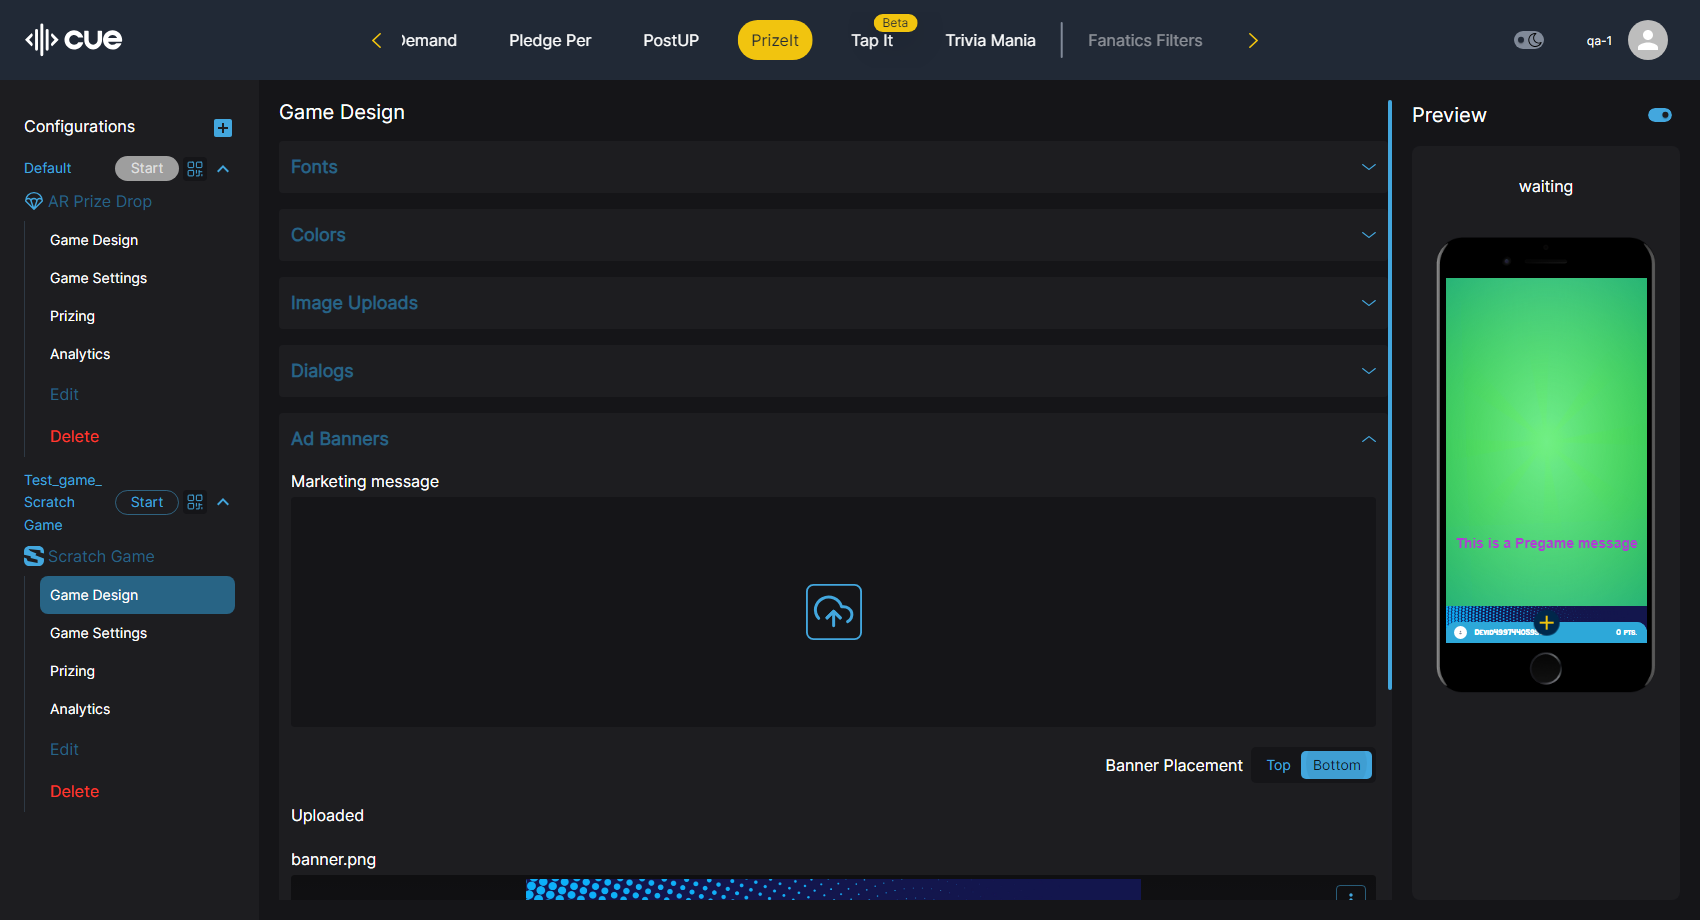 cue
Demand
Pledge Per
PostUP
PrizeIt
Beta
Tap It
Trivia Mania
Fanatics Filters
qa-1
Configurations
Default
Start
AR Prize Drop
Game Design
Game Settings
Prizing
Analytics
Edit
Delete
Test_game_
Scratch
Game
Start
Scratch Game
Game Design
Game Settings
Prizing
Analytics
Edit
Delete
Game Design
Fonts
Colors
Image Uploads
Dialogs
Ad Banners
Marketing message
Banner Placement
Top
Bottom
Uploaded
banner.png
Preview
waiting
This is a Pregame message
0 PTS.